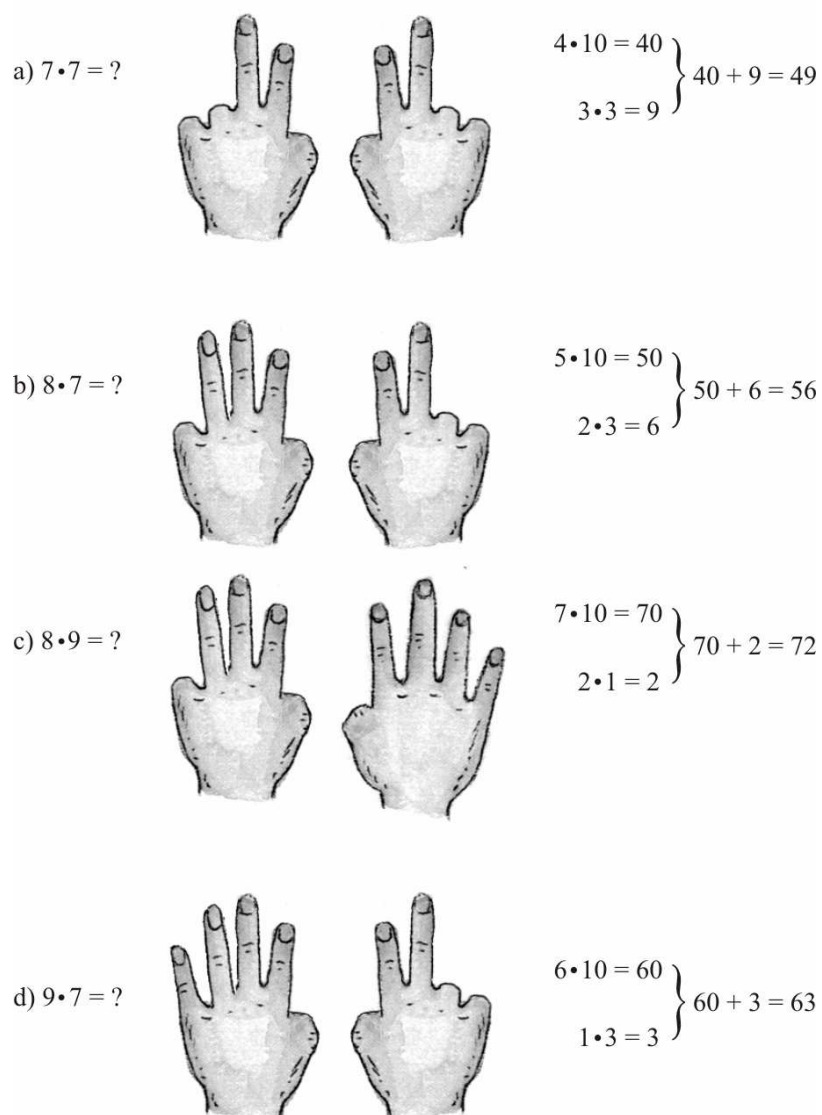 a) 7•7 = ?
4•10 = 40
3•3 = 9
40 + 9 = 49
b) 8•7 = ?
5•10 = 50
2•3 = 6
50 + 6 = 56
c) 8•9 = ?
7•10 = 70
2•1 = 2
70 + 2 = 72
d) 9•7 = ?
6•10 = 60
1•3 = 3
60 + 3 = 63